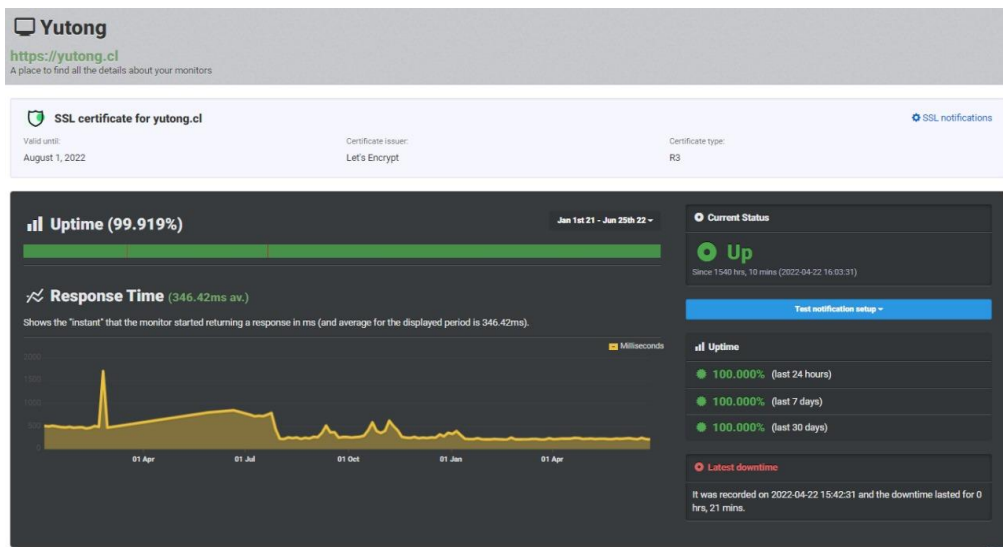 Yutong
https://yutong.cl
A place to find all the details about your monitors
SSL certificate for yutong.cl
SSL notifications
Valid until:
Certificate issuer:
Certificate type:
August 1, 2022
Let's Encrypt
R3
Uptime (99.919%)
Jan 1st 21 - Jun 25th 22
Response Time (346.42ms av.)
Shows the "instant" that the monitor started returning a response in ms (and average for the displayed period is 346.42ms).
Milliseconds
2000
1500
1000
500
0
01 Apr
01 Jul
01 Oct
01 Jan
01 Apr
Current Status
Up
Since 1540 hrs, 10 mins (2022-04-22 16:03:31)
Test notification setup
Uptime
100.000% (last 24 hours)
100.000% (last 7 days)
100.000% (last 30 days)
Latest downtime
It was recorded on 2022-04-22 15:42:31 and the downtime lasted for 0
hrs, 21 mins.